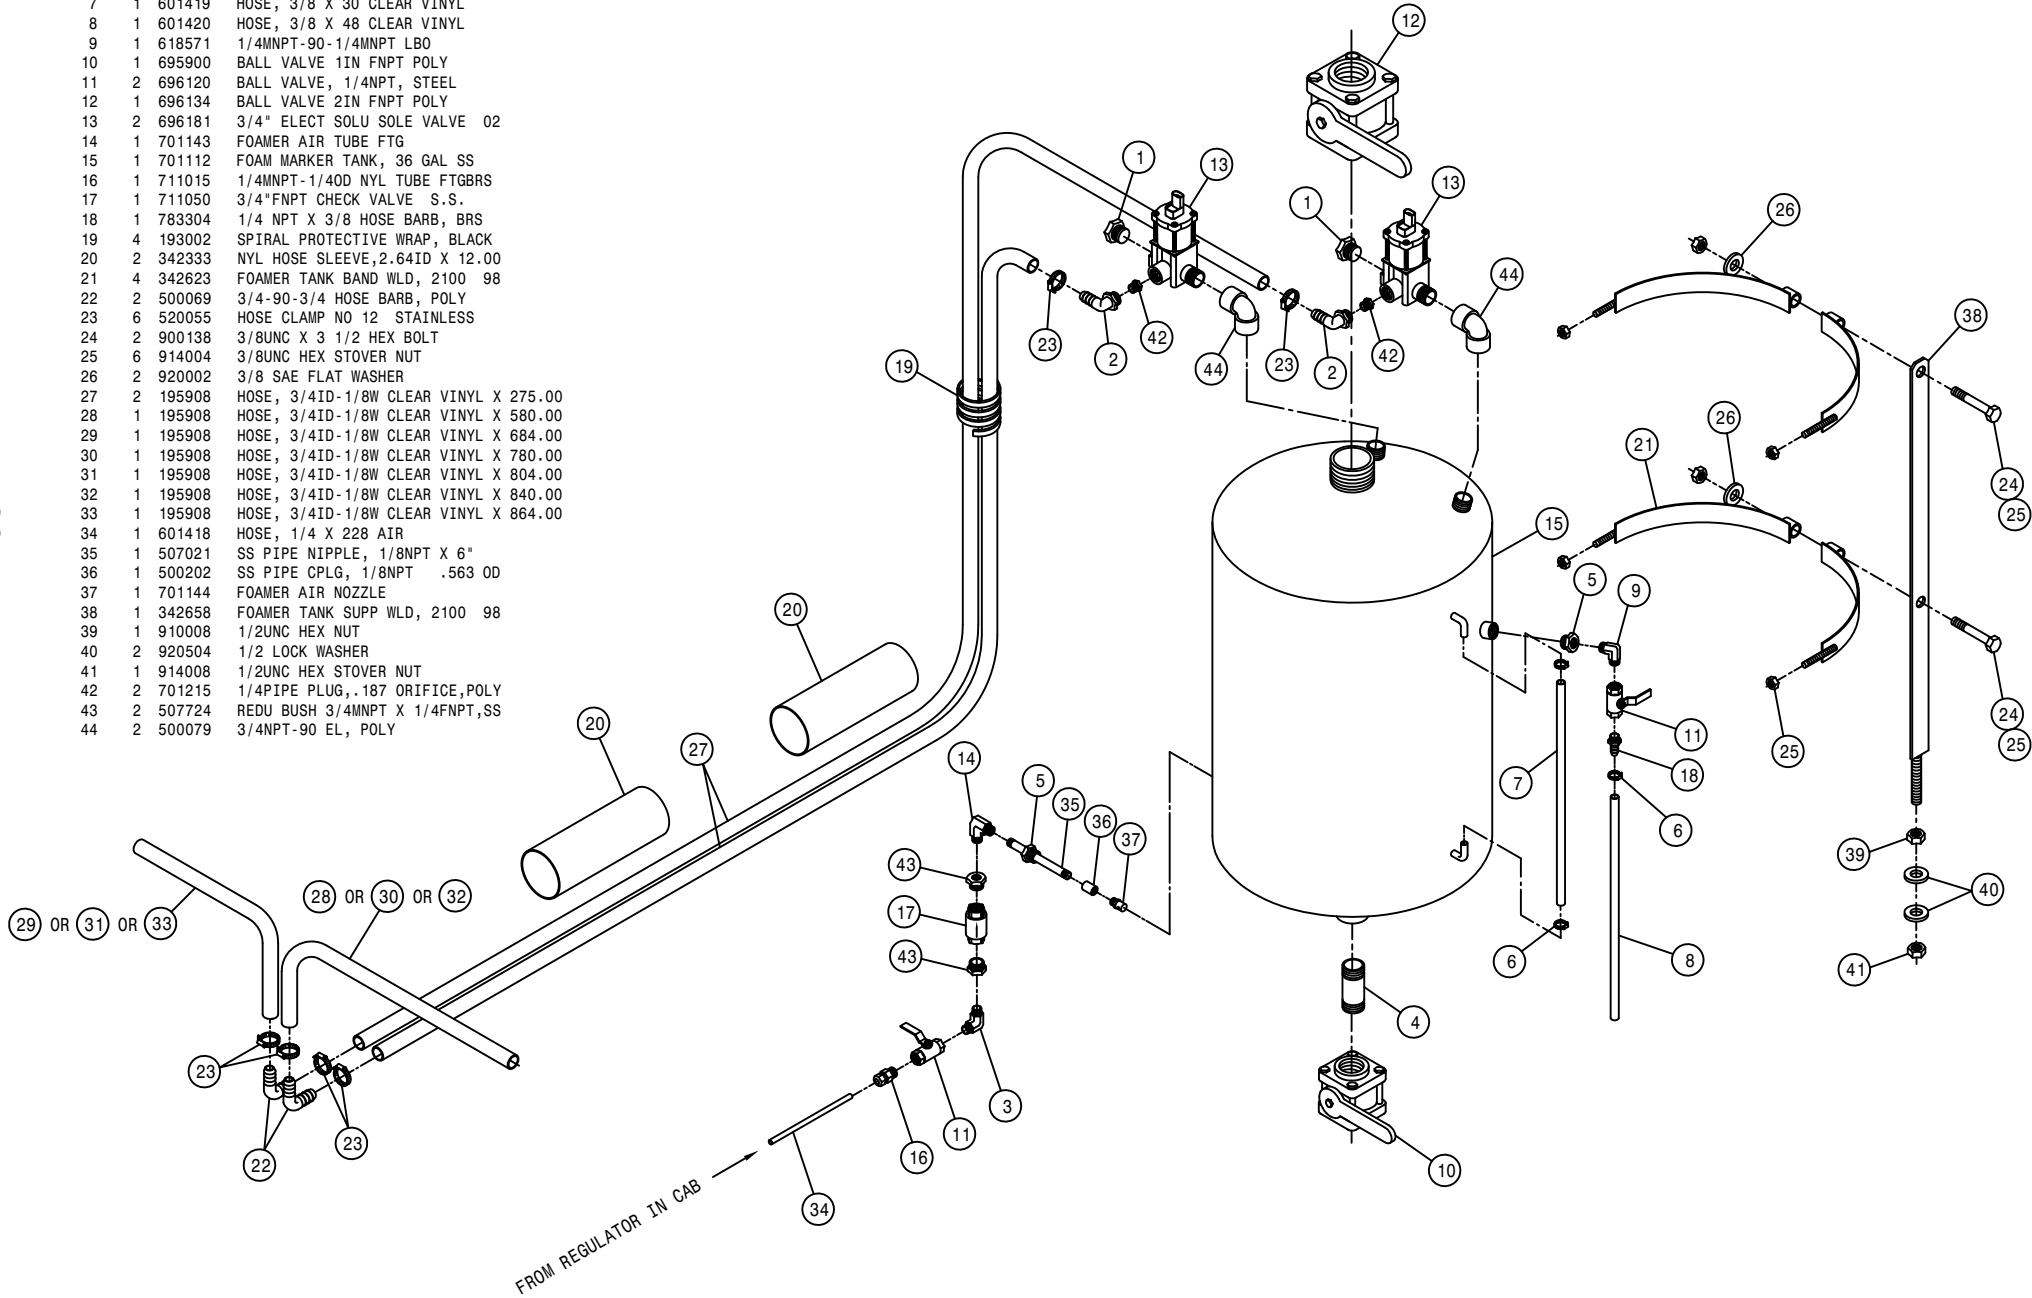 7 1 601419 HOSE, 3/8 X 30 CLEAR VINYL
8 1 601420 HOSE, 3/8 X 48 CLEAR VINYL
9 1 618571 1/4MNPT-90-1/4MNPT LBO
10 1 695900 BALL VALVE 1IN FNPT POLY
11 2 696120 BALL VALVE, 1/4NPT, STEEL
12 1 696134 BALL VALVE 2IN FNPT POLY
13 2 696181 3/4" ELECT SOLU SOLE VALVE 02
14 1 701143 FOAMER AIR TUBE FTG
15 1 701112 FOAM MARKER TANK, 36 GAL SS
16 1 711015 1/4MNPT-1/4OD NYL TUBE FTGBRS
17 1 711050 3/4"FNPT CHECK VALVE S.S.
18 1 783304 1/4 NPT X 3/8 HOSE BARB, BRS
19 4 193002 SPIRAL PROTECTIVE WRAP, BLACK
20 2 342333 NYL HOSE SLEEVE,2.64ID X 12.00
21 4 342623 FOAMER TANK BAND WLD, 2100 98
22 2 500069 3/4-90-3/4 HOSE BARB, POLY
23 6 520055 HOSE CLAMP NO 12 STAINLESS
24 2 900138 3/8UNC X 3 1/2 HEX BOLT
25 6 914004 3/8UNC HEX STOVER NUT
26 2 920002 3/8 SAE FLAT WASHER
27 2 195908 HOSE, 3/4ID-1/8W CLEAR VINYL X 275.00
28 1 195908 HOSE, 3/4ID-1/8W CLEAR VINYL X 580.00
29 1 195908 HOSE, 3/4ID-1/8W CLEAR VINYL X 684.00
30 1 195908 HOSE, 3/4ID-1/8W CLEAR VINYL X 780.00
31 1 195908 HOSE, 3/4ID-1/8W CLEAR VINYL X 804.00
32 1 195908 HOSE, 3/4ID-1/8W CLEAR VINYL X 840.00
33 1 195908 HOSE, 3/4ID-1/8W CLEAR VINYL X 864.00
34 1 601418 HOSE, 1/4 X 228 AIR
35 1 507021 SS PIPE NIPPLE, 1/8NPT X 6"
36 1 500202 SS PIPE CPLG, 1/8NPT .563 OD
37 1 701144 FOAMER AIR NOZZLE
38 1 342658 FOAMER TANK SUPP WLD, 2100 98
39 1 910008 1/2UNC HEX NUT
40 2 920504 1/2 LOCK WASHER
41 1 914008 1/2UNC HEX STOVER NUT
42 2 701215 1/4PIPE PLUG,.187 ORIFICE,POLY
43 2 507724 REDU BUSH 3/4MNPT X 1/4FNPT,SS
44 2 500079 3/4NPT-90 EL, POLY
12
1
13
1
13
26
44
38
23
2
42
44
23
2
42
19
21
26
24
25
15
5
9
20
20
27
14
5
35
36
37
7
11
18
6
25
24
25
43
17
43
39
40
41
29 OR 31 OR 33
28 OR 30 OR 32
6
8
4
23
22
23
3
11
16
34
10
FROM REGULATOR IN CAB